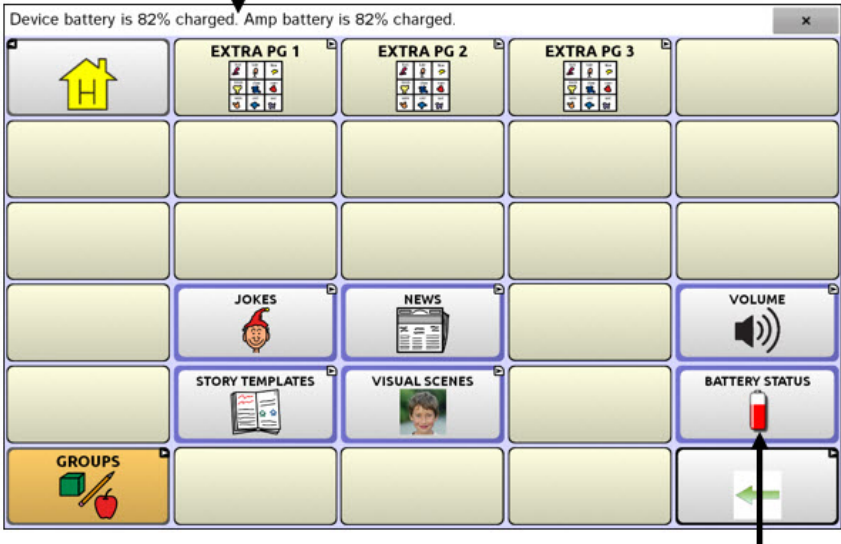 Device battery is 82% charged. Amp battery is 82% charged.
x
H
EXTRA PG 1
EXTRA PG 2
EXTRA PG 3
JOKES
NEWS
VOLUME
STORY TEMPLATES
VISUAL SCENES
BATTERY STATUS
GROUPS